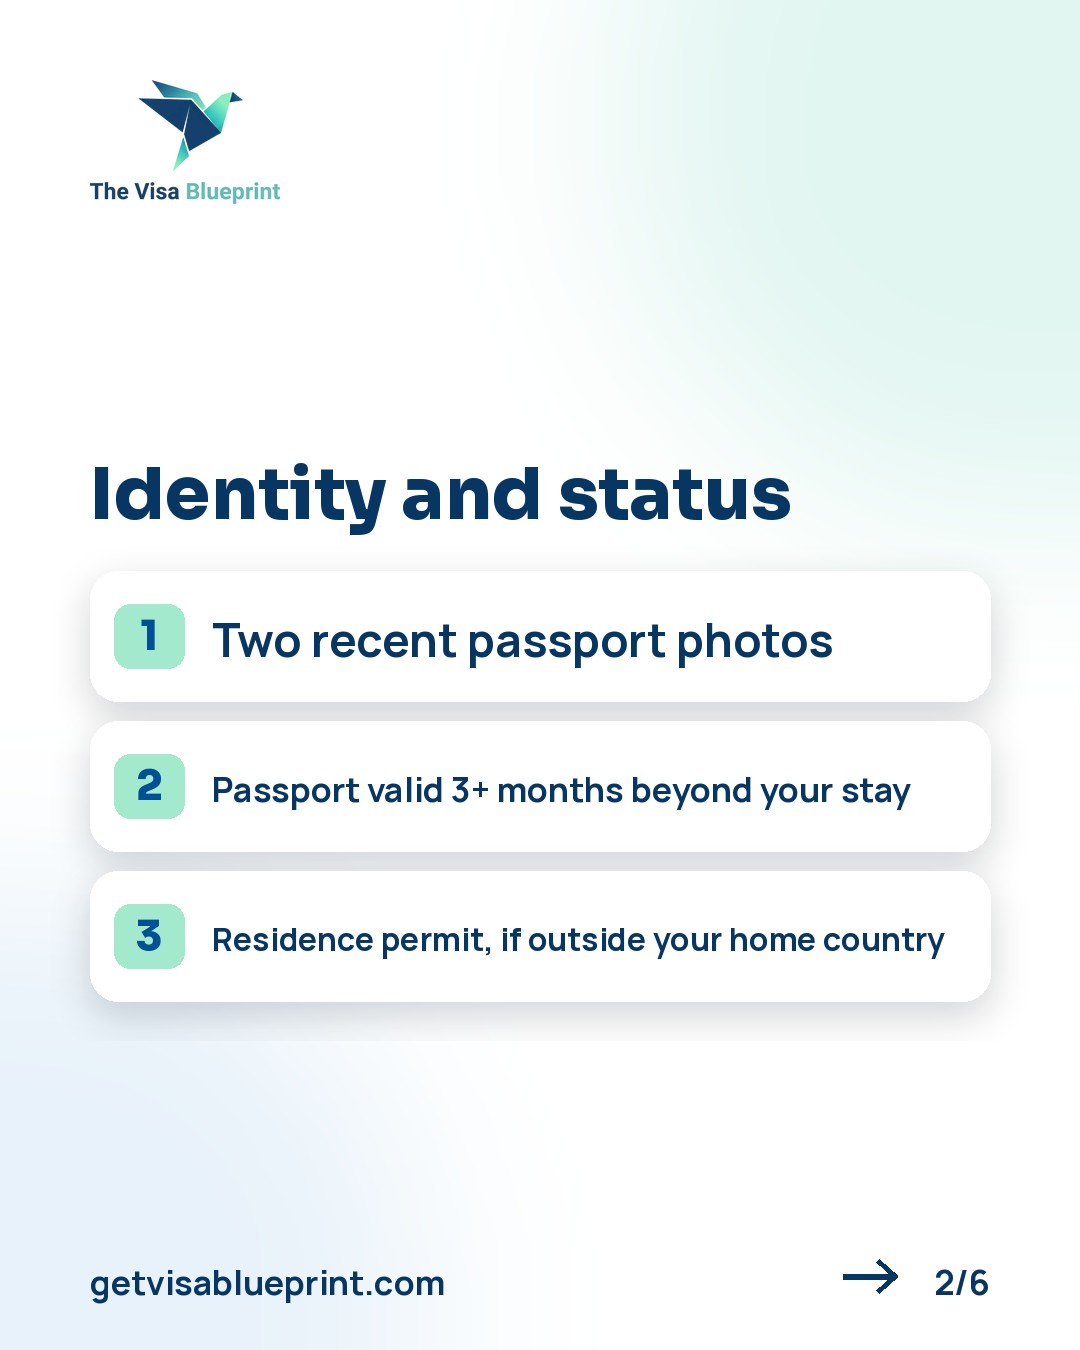 The Visa Blueprint
Identity and status
1 Two recent passport photos
2 Passport valid 3+ months beyond your stay
3 Residence permit, if outside your home country
getvisablueprint.com → 2/6